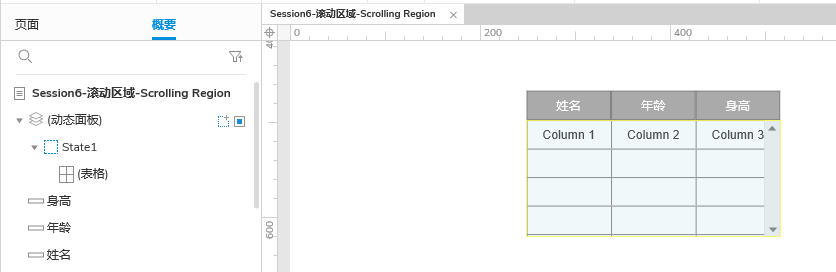 页面 概要
Session6-滚动区域-Scrolling Region
(动态面板)
State1
(表格)
身高
年龄
姓名
Session6-滚动区域-Scrolling Region
0 200 400
600
姓名 年龄 身高
Column 1 Column 2 Column 3